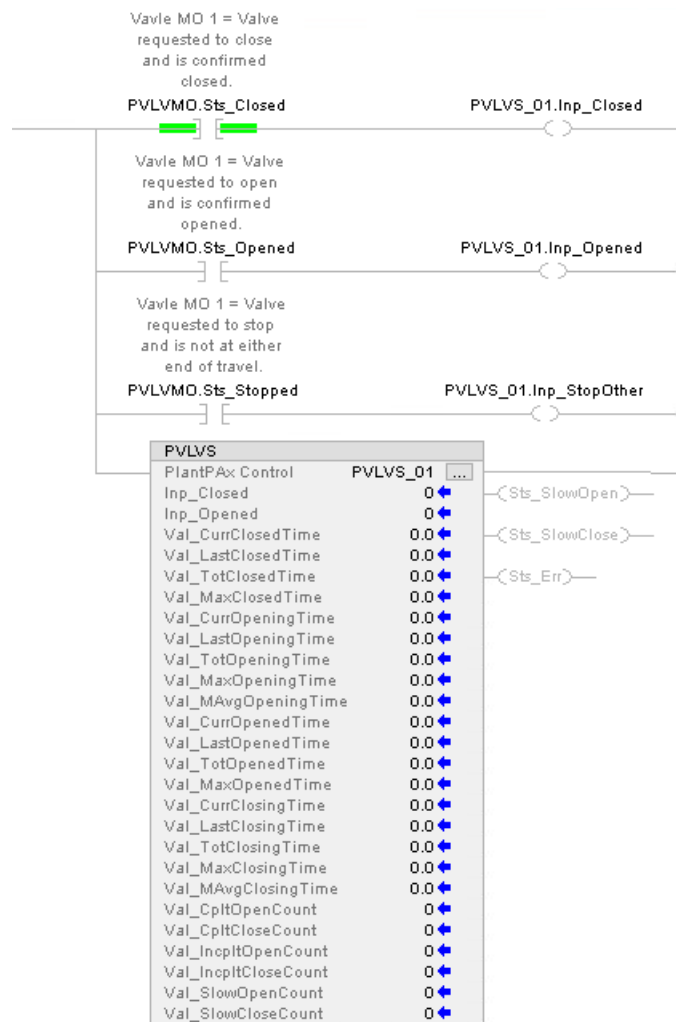 Vavle MO 1 = Valve
requested to close
and is confirmed
closed.
PVLVMO.Sts_Closed PVLVS_01.Inp_Closed
Vavle MO 1 = Valve
requested to open
and is confirmed
opened.
PVLVMO.Sts_Opened PVLVS_01.Inp_Opened
Vavle MO 1 = Valve
requested to stop
and is not at either
end of travel.
PVLVMO.Sts_Stopped PVLVS_01.Inp_StopOther
PVLVS
PlantPAx Control PVLVS_01 ...
Inp_Closed 0 Sts_SlowOpen
Inp_Opened 0
Val_CurrClosedTime 0.0 Sts_SlowClose
Val_LastClosedTime 0.0
Val_TotClosedTime 0.0 Sts_Err
Val_MaxClosedTime 0.0
Val_CurrOpeningTime 0.0
Val_LastOpeningTime 0.0
Val_TotOpeningTime 0.0
Val_MaxOpeningTime 0.0
Val_MAvgOpeningTime 0.0
Val_CurrOpenedTime 0.0
Val_LastOpenedTime 0.0
Val_TotOpenedTime 0.0
Val_MaxOpenedTime 0.0
Val_CurrClosingTime 0.0
Val_LastClosingTime 0.0
Val_TotClosingTime 0.0
Val_MaxClosingTime 0.0
Val_MAvgClosingTime 0.0
Val_CpltOpenCount 0
Val_CpltCloseCount 0
Val_IncpltOpenCount 0
Val_IncpltCloseCount 0
Val_SlowOpenCount 0
Val_SlowCloseCount 0